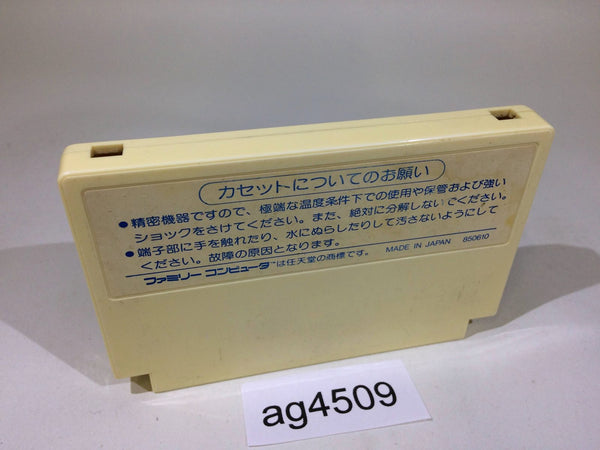 カセットについてのお願い
●精密機器ですので、極端な温度条件下での使用や保管および強い
ショックをさけてください。また、絶対に分解しないでください。
●端子部に手を触れたり、水にぬらしたりして汚さないようにして
ください。故障の原因となります。
ファミリーコンピュータ™は任天堂の商標です。 MADE IN JAPAN 850610
ag4509